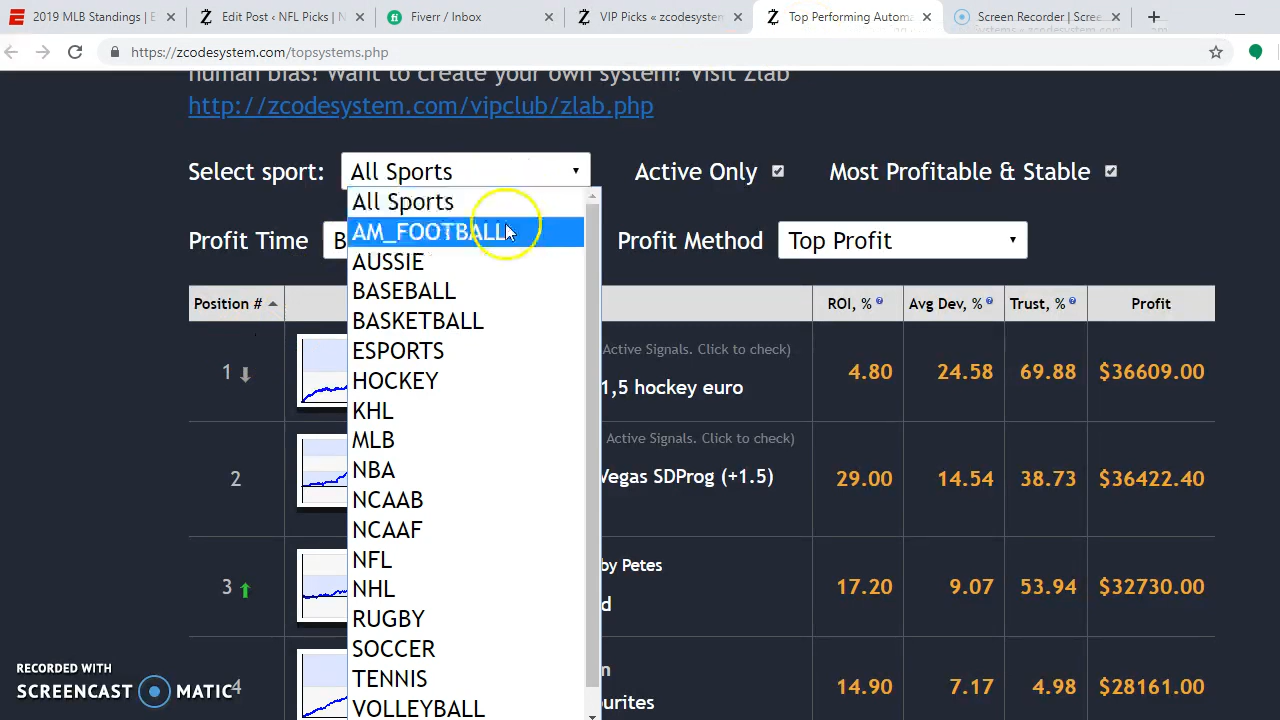 2019 MLB Standings | E
Edit Post ‹ NFL Picks | N
Fiverr / Inbox
VIP Picks « zcodesystem
Top Performing Automa
Screen Recorder | Scree
https://zcodesystem.com/topsystems.php
human bias! Want to create your own system? Visit Zlab
http://zcodesystem.com/vipclub/zlab.php
Select sport: All Sports Active Only Most Profitable & Stable
Profit Time B Profit Method Top Profit
All Sports
AM_FOOTBALL
AUSSIE
BASEBALL
BASKETBALL
ESPORTS
HOCKEY
KHL
MLB
NBA
NCAAB
NCAAF
NFL
NHL
RUGBY
SOCCER
TENNIS
VOLLEYBALL
Position # ROI, % ? Avg Dev, % ? Trust, % ? Profit
1 Active Signals. Click to check)
1,5 hockey euro 4.80 24.58 69.88 $36609.00
2 Active Signals. Click to check)
Vegas SDProg (+1.5) 29.00 14.54 38.73 $36422.40
3 by Petes
d 17.20 9.07 53.94 $32730.00
4 m
ourites 14.90 7.17 4.98 $28161.00
RECORDED WITH
SCREENCAST MATIC